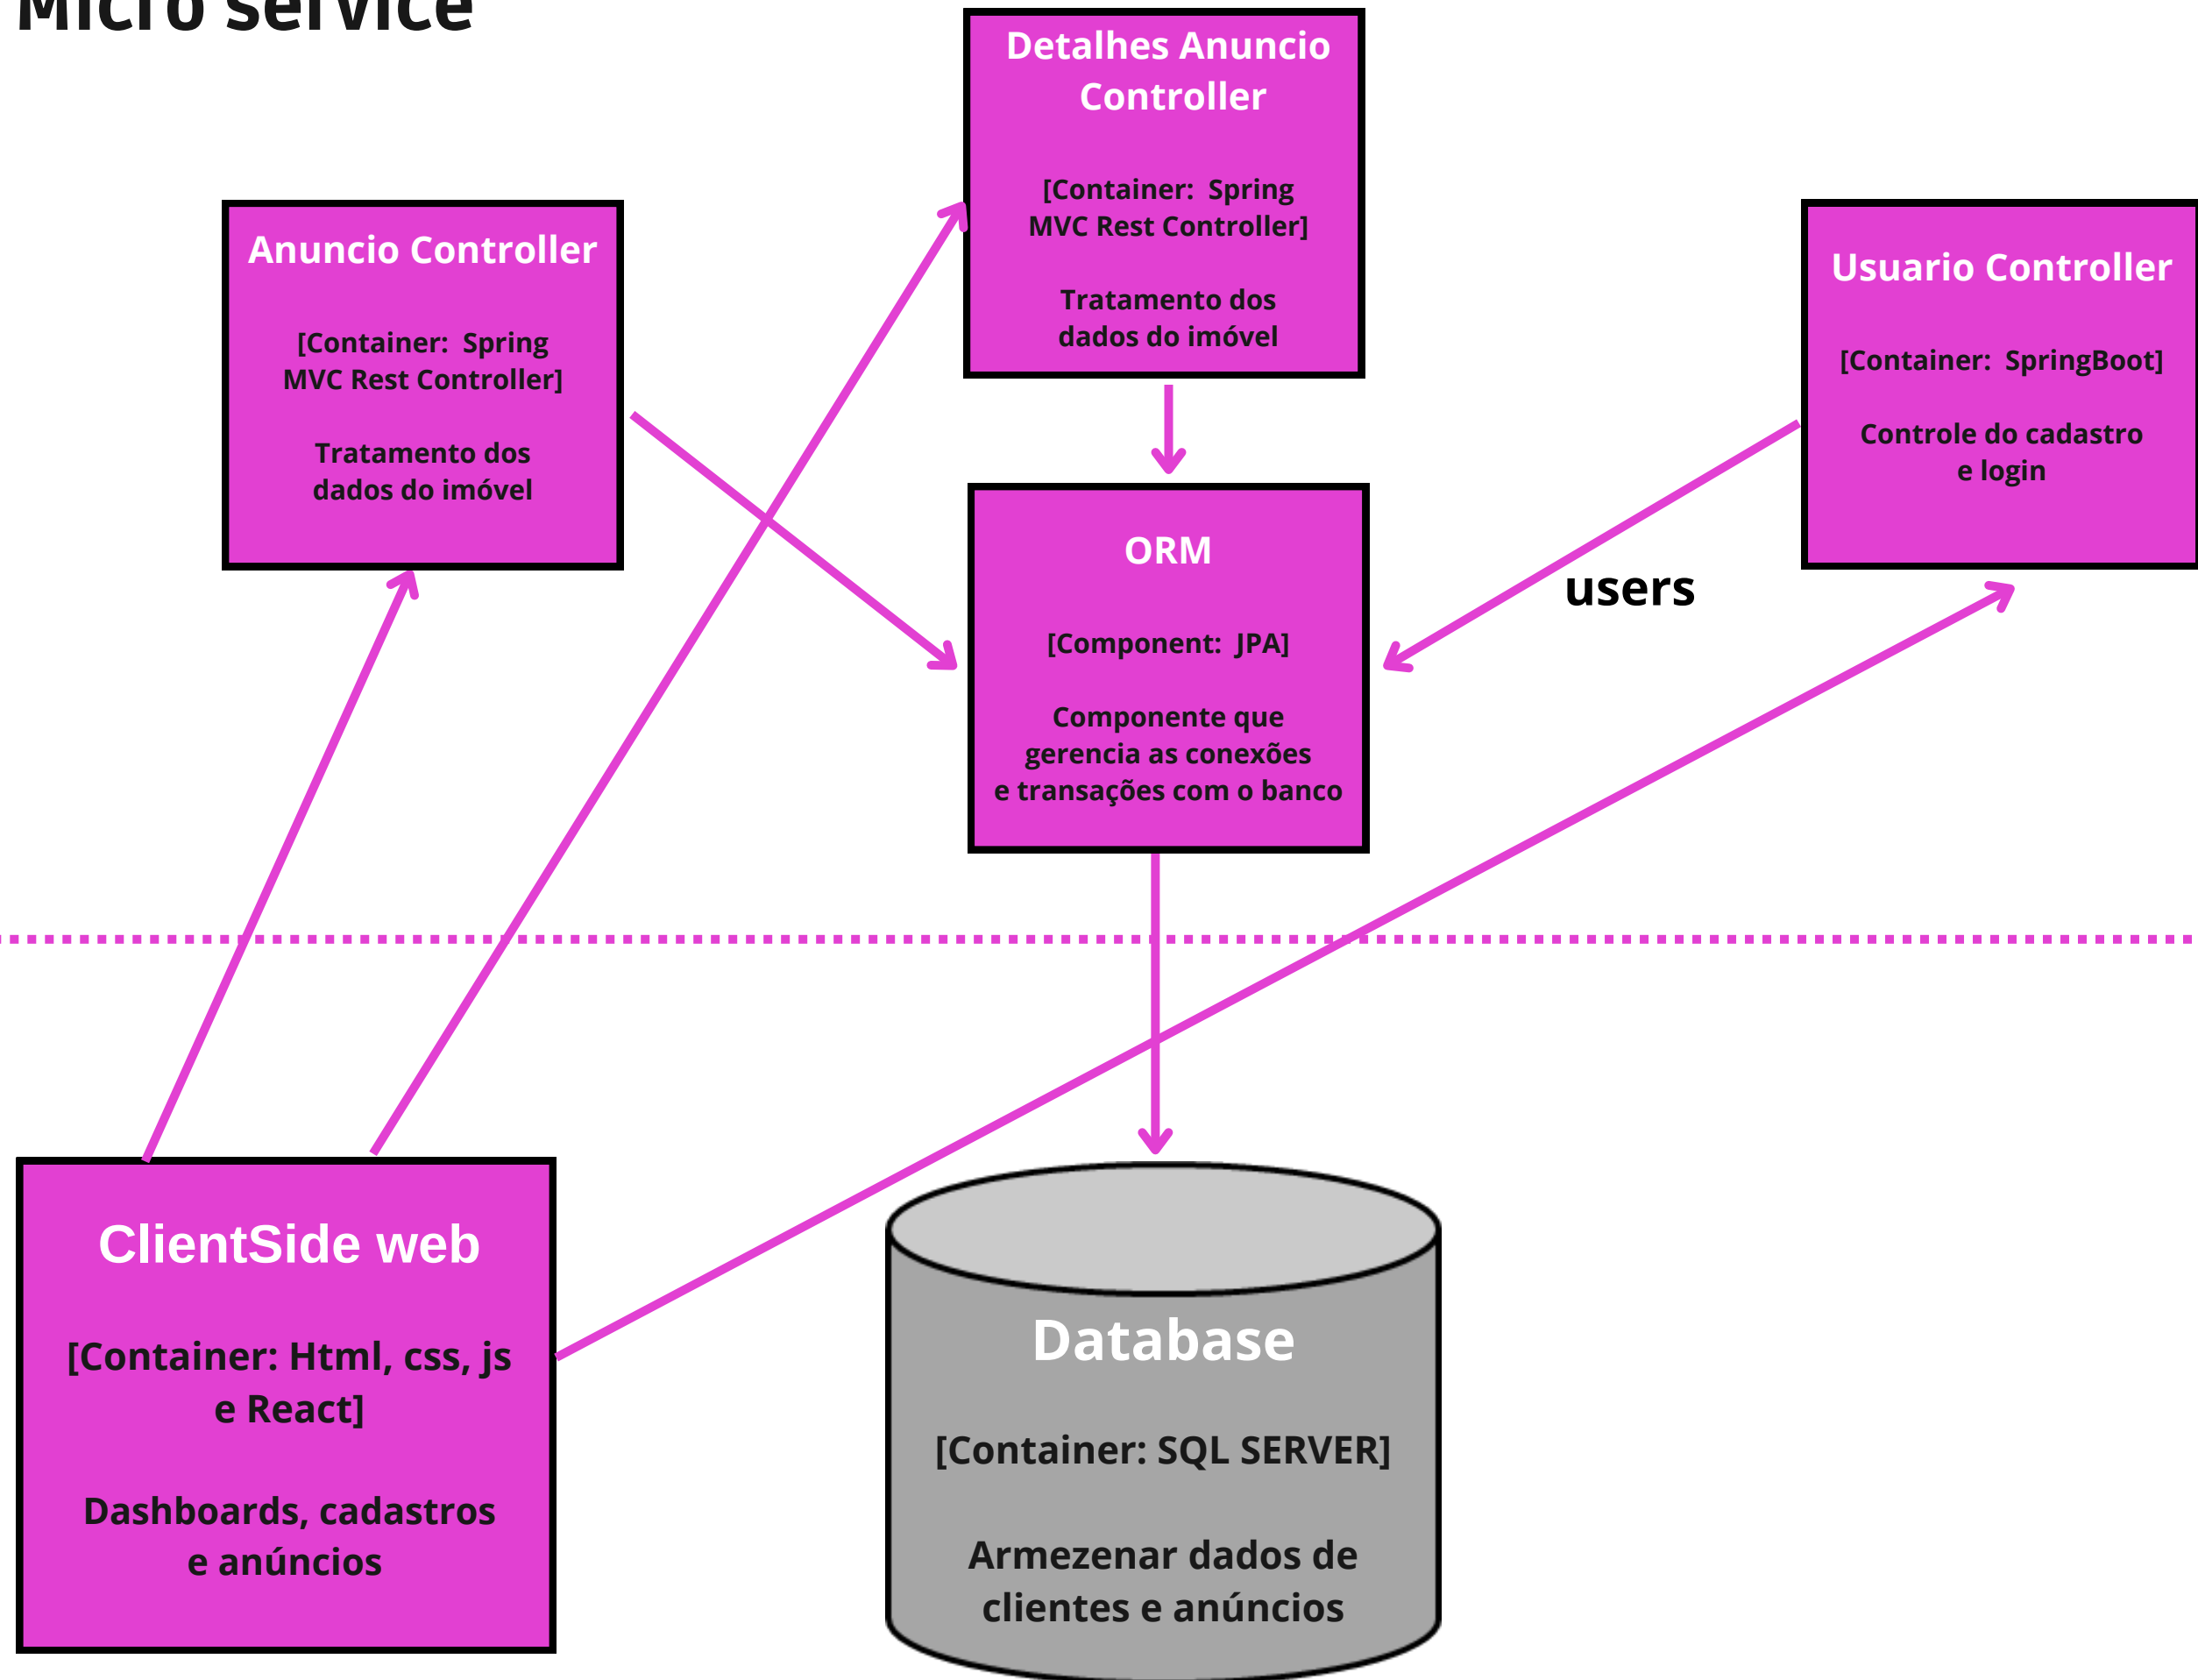 Micro service
Detalhes Anuncio
Controller
[Container: Spring
MVC Rest Controller]
Tratamento dos
dados do imóvel
Anuncio Controller
[Container: Spring
MVC Rest Controller]
Tratamento dos
dados do imóvel
Usuario Controller
[Container: SpringBoot]
Controle do cadastro
e login
ORM
[Component: JPA]
Componente que
gerencia as conexões
e transações com o banco
users
ClientSide web
[Container: Html, css, js
e React]
Dashboards, cadastros
e anúncios
Database
[Container: SQL SERVER]
Armezenar dados de
clientes e anúncios